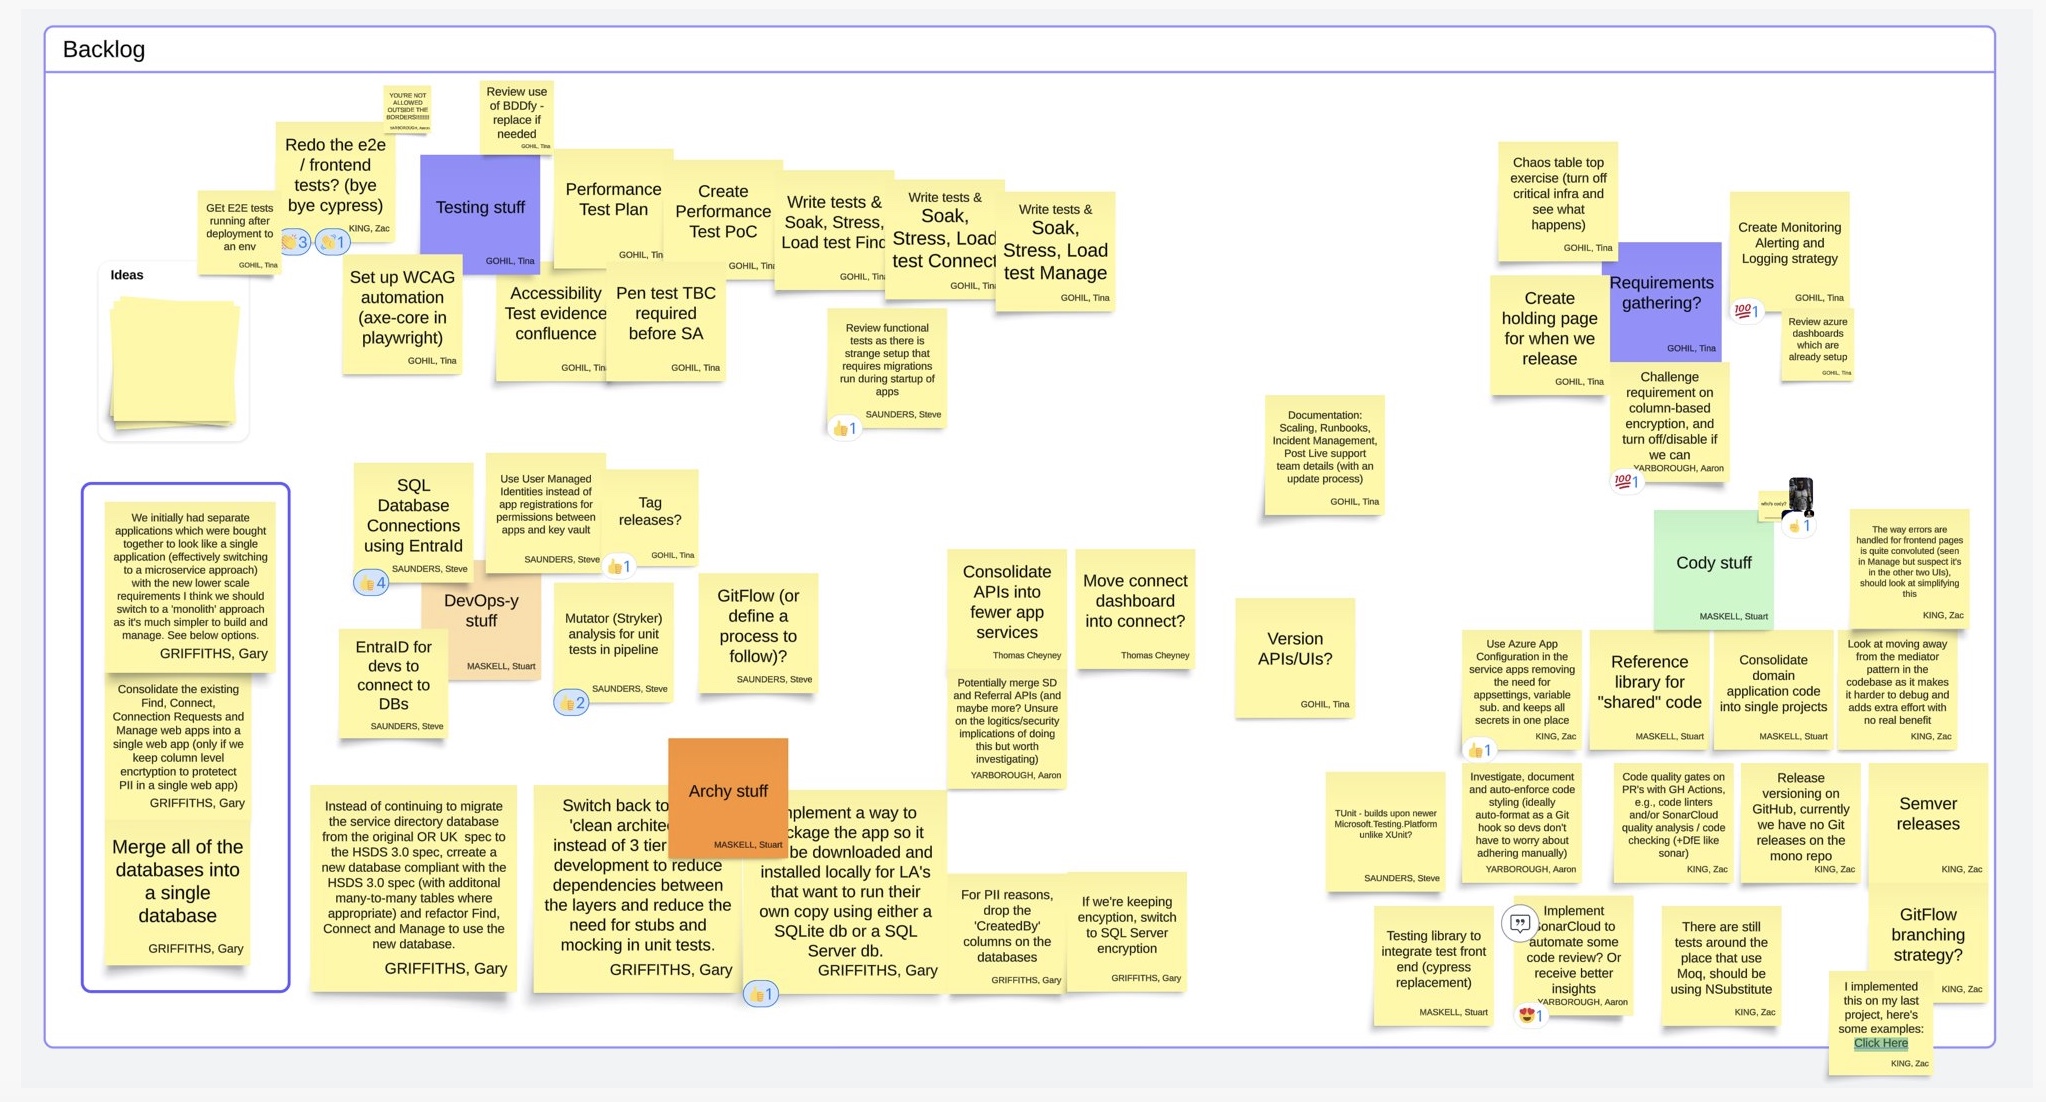 Backlog
YOU'RE NOT
ALLOWED
OUTSIDE THE
YARBOROUGH, Aaron
Review use
of BDDfy -
replace if
needed
GOHIL, Tina
Redo the e2e
/ frontend
tests? (bye
bye cypress)
KING, Zac
3
1
GEt E2E tests
running after
deployment to
an env
GOHIL, Tina
Testing stuff
GOHIL, Tina
Performance
Test Plan
GOHIL, Tin
Create
Performance
Test PoC
GOHIL, Tin
Write tests &
Soak, Stress,
Load test Find
GOHIL, Tin
Write tests &
Soak,
Stress, Load
test Connect
GOHIL, Tin
Write tests &
Soak,
Stress, Load
test Manage
GOHIL, Tina
Ideas
Set up WCAG
automation
(axe-core in
playwright)
GOHIL, Tina
Accessibility
Test evidence
confluence
GOHIL, Tin
Pen test TBC
required
before SA
GOHIL, Tina
Review functional
tests as there is
strange setup that
requires migrations
run during startup of
apps
SAUNDERS, Steve
1
Chaos table top
exercise (turn off
critical infra and
see what
happens)
GOHIL, Tina
Requirements
gathering?
GOHIL, Tina
Create Monitoring
Alerting and
Logging strategy
GOHIL, Tina
100 1
Create
holding page
for when we
release
GOHIL, Tina
Review azure
dashboards
which are
already setup
GOHIL, Tina
Challenge
requirement on
column-based
encryption, and
turn off/disable if
we can
YARBOROUGH, Aaron
100 1
Documentation:
Scaling, Runbooks,
Incident Management,
Post Live support
team details (with an
update process)
GOHIL, Tina
We initially had separate
applications which were bought
together to look like a single
application (effectively switching
to a microservice approach)
with the new lower scale
requirements I think we should
switch to a 'monolith' approach
as it's much simpler to build and
manage. See below options.
GRIFFITHS, Gary
Consolidate the existing
Find, Connect,
Connection Requests and
Manage web apps into a
single web app (only if we
keep column level
encrtyption to protetect
PII in a single web app)
GRIFFITHS, Gary
Merge all of the
databases into
a single
database
GRIFFITHS, Gary
SQL
Database
Connections
using EntraId
SAUNDERS, Steve
4
Use User Managed
Identities instead of
app registrations for
permissions between
apps and key vault
SAUNDERS, Steve
Tag
releases?
GOHIL, Tina
1
DevOps-y
stuff
MASKELL, Stuart
EntraID for
devs to
connect to
DBs
SAUNDERS, Steve
Mutator (Stryker)
analysis for unit
tests in pipeline
SAUNDERS, Steve
2
GitFlow (or
define a
process to
follow)?
SAUNDERS, Steve
Consolidate
APIs into
fewer app
services
Thomas Cheyney
Move connect
dashboard
into connect?
Thomas Cheyney
Potentially merge SD
and Referral APIs (and
maybe more? Unsure
on the logitics/security
implications of doing
this but worth
investigating)
YARBOROUGH, Aaron
Version
APIs/UIs?
GOHIL, Tina
Archy stuff
MASKELL, Stuart
Instead of continuing to migrate
the service directory database
from the original OR UK spec to
the HSDS 3.0 spec, crreate a
new database compliant with the
HSDS 3.0 spec (with additonal
many-to-many tables where
appropriate) and refactor Find,
Connect and Manage to use the
new database.
GRIFFITHS, Gary
Switch back to
'clean archite
instead of 3 tier
development to reduce
dependencies between
the layers and reduce the
need for stubs and
mocking in unit tests.
GRIFFITHS, Gary
mplement a way to
ckage the app so it
be downloaded and
installed locally for LA's
that want to run their
own copy using either a
SQLite db or a SQL
Server db.
GRIFFITHS, Gary
1
For PII reasons,
drop the
'CreatedBy'
columns on the
databases
GRIFFITHS, Gary
If we're keeping
encyption, switch
to SQL Server
encryption
GRIFFITHS, Gary
who's cody?
1
Cody stuff
MASKELL, Stuart
The way errors are
handled for frontend pages
is quite convoluted (seen
in Manage but suspect it's
in the other two UIs),
should look at simplifying
this
KING, Zac
Use Azure App
Configuration in the
service apps removing
the need for
appsettings, variable
sub. and keeps all
secrets in one place
KING, Zac
1
Reference
library for
"shared" code
MASKELL, Stuart
Consolidate
domain
application code
into single projects
MASKELL, Stuart
Look at moving away
from the mediator
pattern in the
codebase as it makes
it harder to debug and
adds extra effort with
no real benefit
KING, Zac
TUnit - builds upon newer
Microsoft.Testing.Platform
unlike XUnit?
SAUNDERS, Steve
Investigate, document
and auto-enforce code
styling (ideally
auto-format as a Git
hook so devs don't
have to worry about
adhering manually)
YARBOROUGH, Aaron
Code quality gates on
PR's with GH Actions,
e.g., code linters
and/or SonarCloud
quality analysis / code
checking (+DfE like
sonar)
KING, Zac
Release
versioning on
GitHub, currently
we have no Git
releases on the
mono repo
KING, Zac
Semver
releases
KING, Zac
Testing library to
integrate test front
end (cypress
replacement)
MASKELL, Stuart
Implement
onarCloud to
automate some
code review? Or
receive better
insights
YARBOROUGH, Aaron
1
There are still
tests around the
place that use
Moq, should be
using NSubstitute
KING, Zac
GitFlow
branching
strategy?
KING, Zac
I implemented
this on my last
project, here's
some examples:
Click Here
KING, Zac